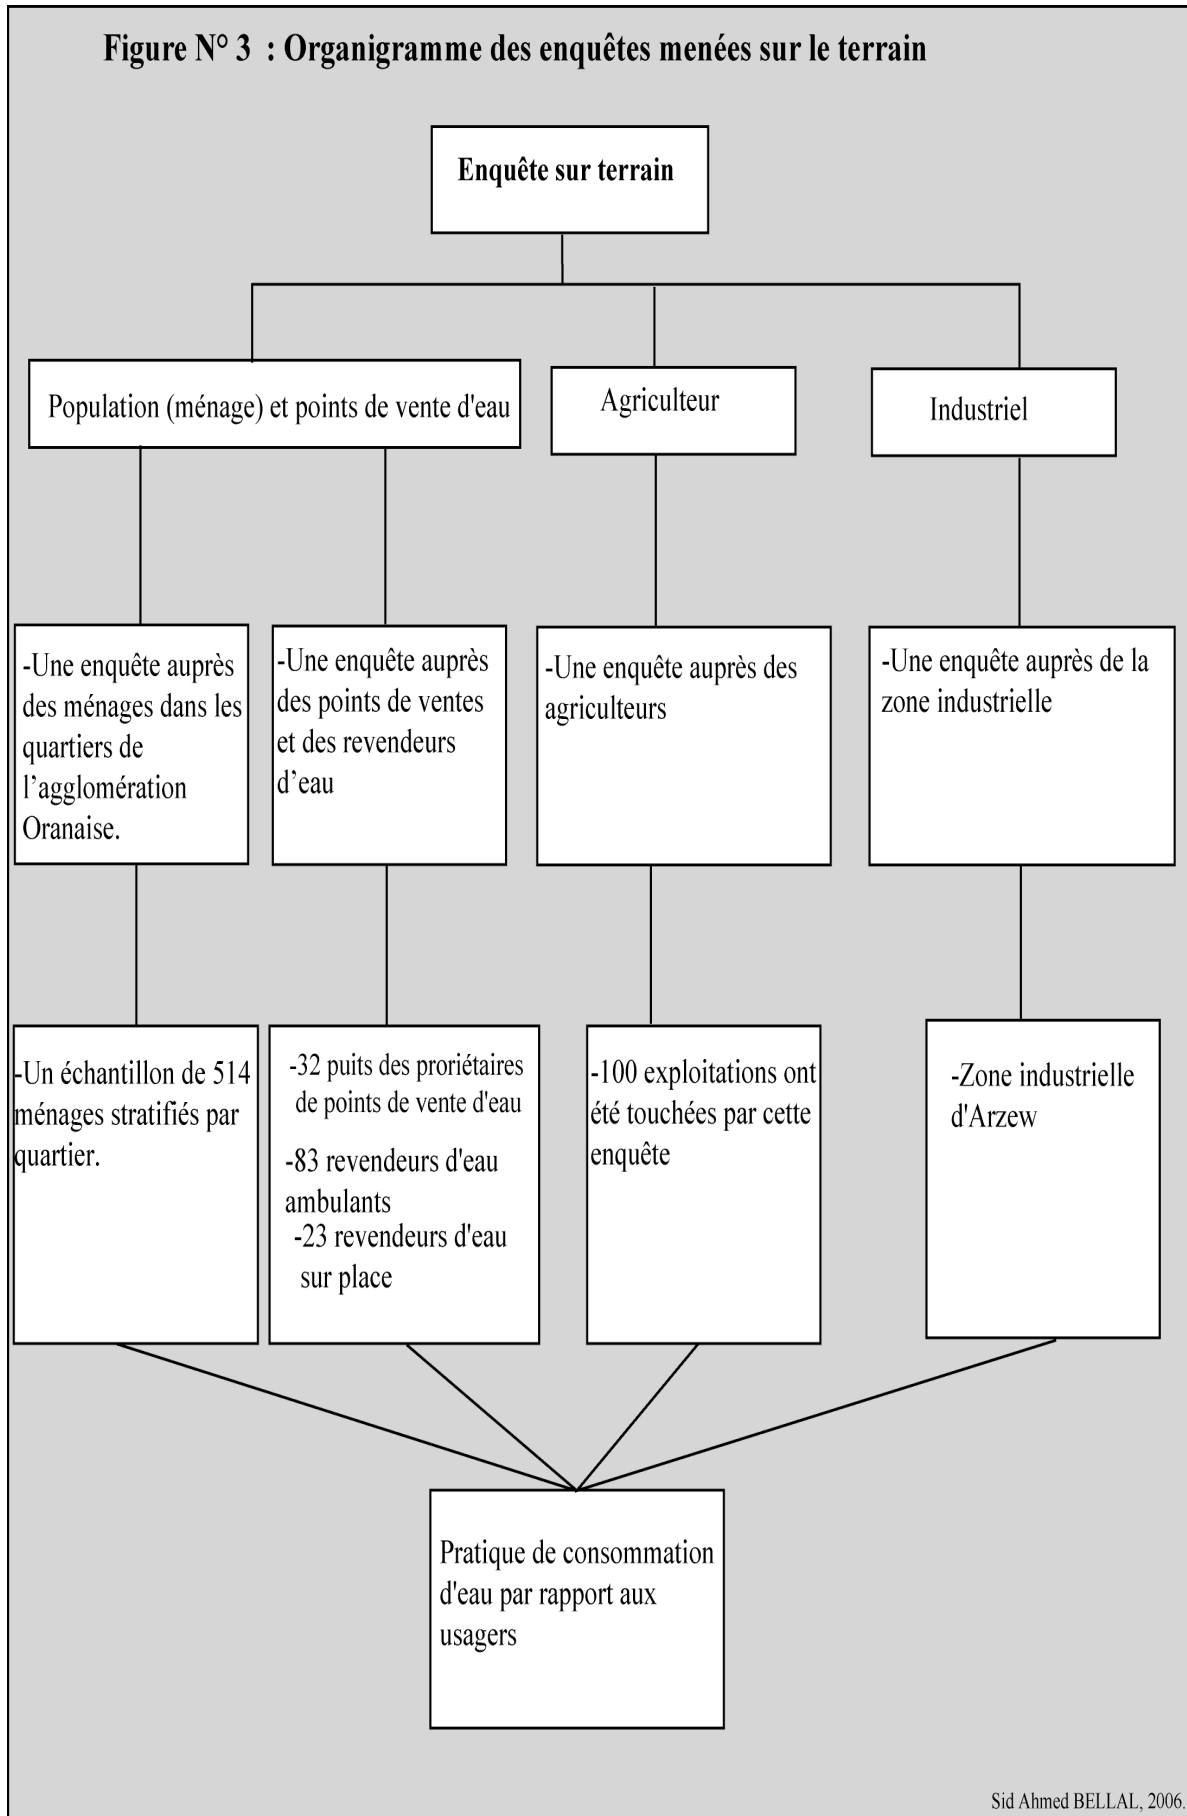 Figure N° 3 : Organigramme des enquêtes menées sur le terrain
Enquête sur terrain
Population (ménage) et points de vente d'eau
Agriculteur
Industriel
-Une enquête auprès
des ménages dans les
quartiers de
l’agglomération
Oranaise.
-Une enquête auprès
des points de ventes
et des revendeurs
d’eau
-Une enquête auprès des
agriculteurs
-Une enquête auprès de la
zone industrielle
-Un échantillon de 514
ménages stratifiés par
quartier.
-32 puits des proriétaires
de points de vente d'eau
-83 revendeurs d'eau
ambulants
-23 revendeurs d'eau
sur place
-100 exploitations ont
été touchées par cette
enquête
-Zone industrielle
d'Arzew
Pratique de consommation
d'eau par rapport aux
usagers
Sid Ahmed BELLAL, 2006.